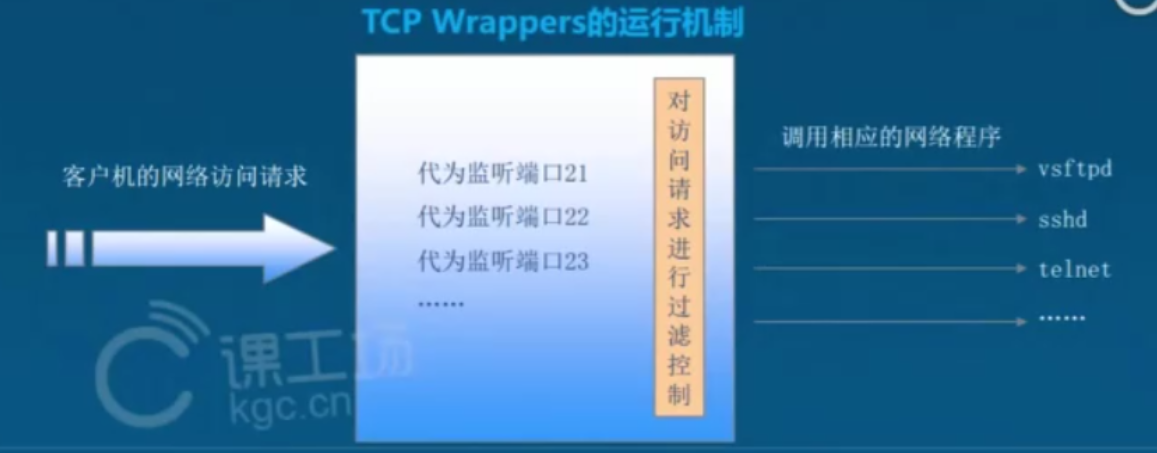 TCP Wrappers的运行机制
客户机的网络访问请求
代为监听端口21
代为监听端口22
代为监听端口23
……
对访问请求进行过滤控制
调用相应的网络程序
vsftpd
sshd
telnet
……
课工场
kgc.cn